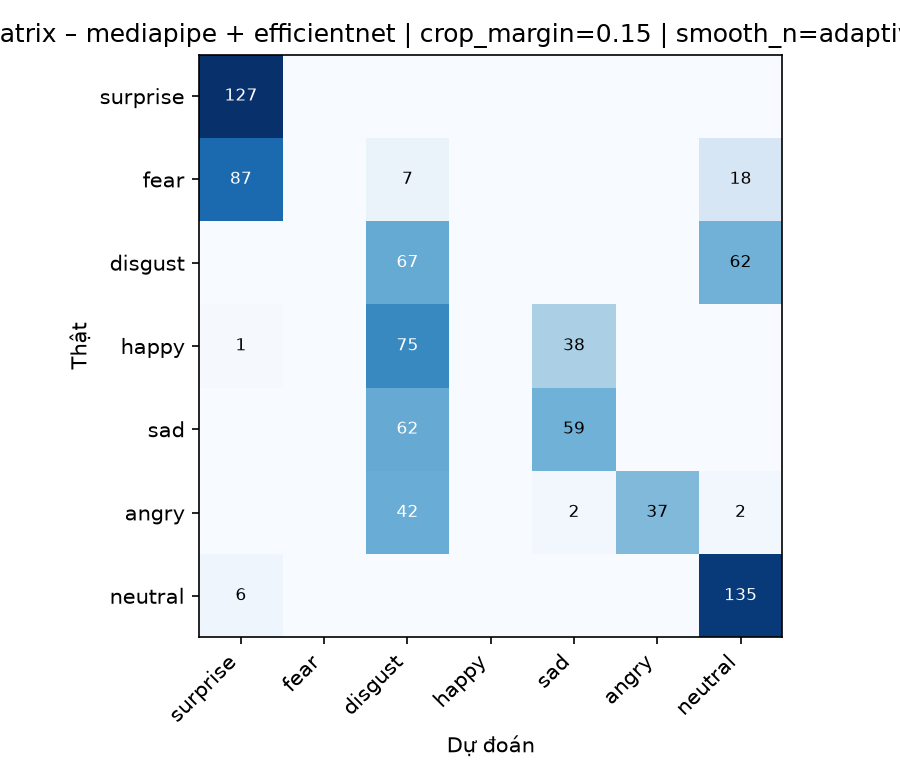 atrix – mediapipe + efficientnet | crop_margin=0.15 | smooth_n=adaptiv
surprise 127
fear 87 7 18
disgust 67 62
happy 1 75 38
sad 62 59
angry 42 2 37 2
neutral 6 135
Thật
surprise fear disgust happy sad angry neutral
Dự đoán